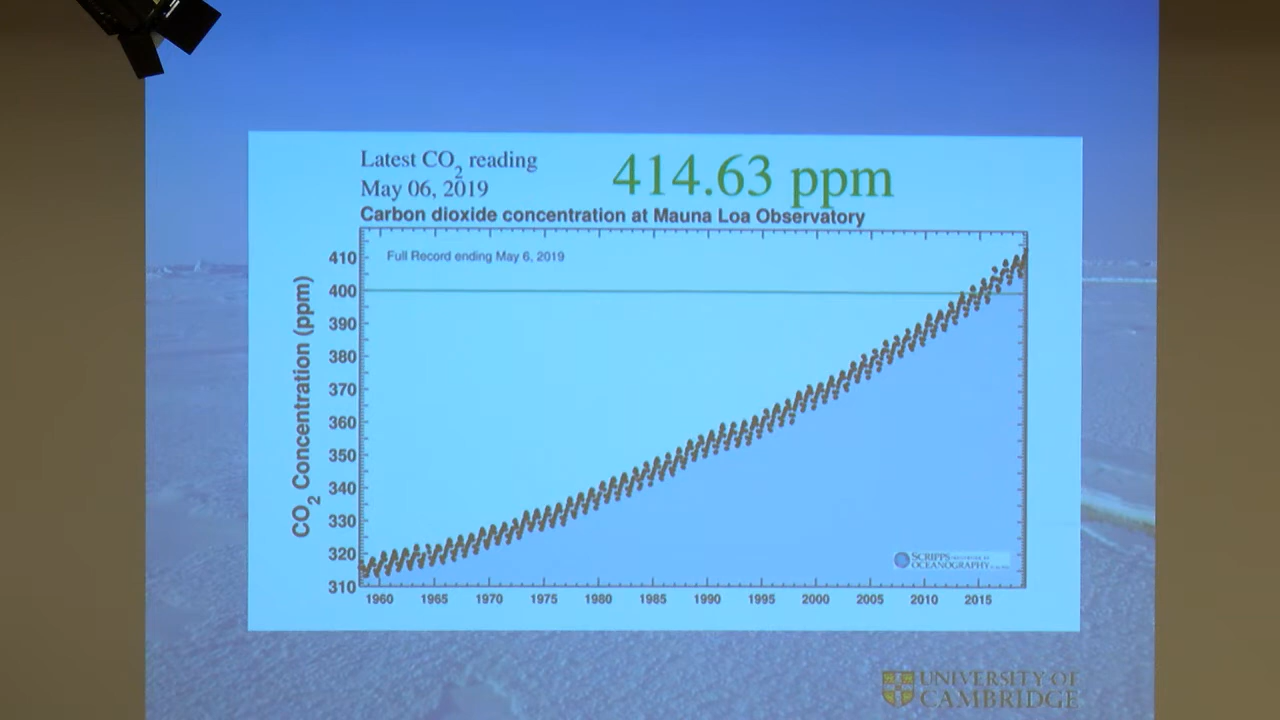 Latest CO2 reading
May 06, 2019
414.63 ppm
Carbon dioxide concentration at Mauna Loa Observatory
Full Record ending May 6, 2019
CO2 Concentration (ppm)
410
400
390
380
370
360
350
340
330
320
310
1960 1965 1970 1975 1980 1985 1990 1995 2000 2005 2010 2015
SCRIPPS
OCEANOGRAPHY
UNIVERSITY OF
CAMBRIDGE